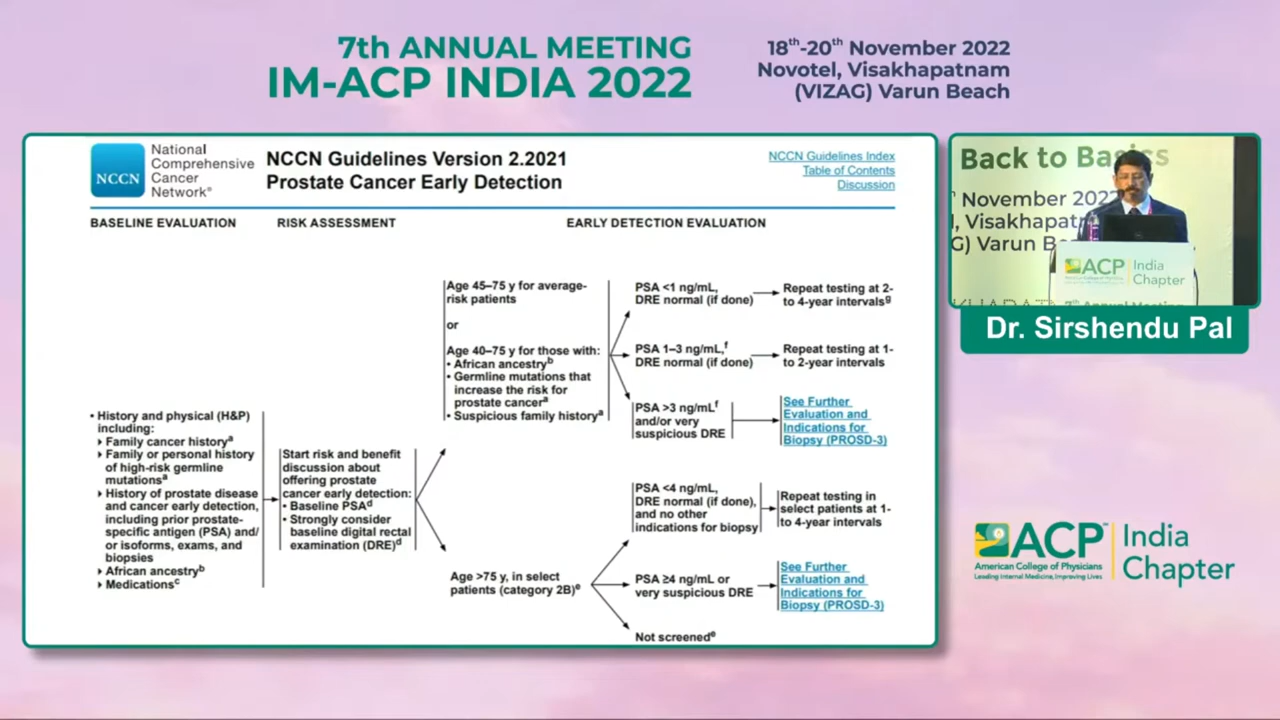 7th ANNUAL MEETING
IM-ACP INDIA 2022
18th-20th November 2022
Novotel, Visakhapatnam
(VIZAG) Varun Beach
NCCN
National
Comprehensive
Cancer
Network®
NCCN Guidelines Version 2.2021
Prostate Cancer Early Detection
NCCN Guidelines Index
Table of Contents
Discussion
BASELINE EVALUATION
RISK ASSESSMENT
EARLY DETECTION EVALUATION
• History and physical (H&P)
including:
‣ Family cancer historya
‣ Family or personal history
of high-risk germline
mutationsa
‣ History of prostate disease
and cancer early detection,
including prior prostate-
specific antigen (PSA) and/
or isoforms, exams, and
biopsies
‣ African ancestryb
‣ Medicationsc
Start risk and benefit
discussion about
offering prostate
cancer early detection:
• Baseline PSAd
• Strongly consider
baseline digital rectal
examination (DRE)d
Age 45–75 y for average-
risk patients
or
Age 40–75 y for those with:
• African ancestryb
• Germline mutations that
increase the risk for
prostate cancera
• Suspicious family historya
PSA <1 ng/mL,
DRE normal (if done)
Repeat testing at 2-
to 4-year intervalsg
PSA 1–3 ng/mL,f
DRE normal (if done)
Repeat testing at 1-
to 2-year intervals
PSA >3 ng/mLf
and/or very
suspicious DRE
See Further
Evaluation and
Indications for
Biopsy (PROSD-3)
Age >75 y, in select
patients (category 2B)e
PSA <4 ng/mL,
DRE normal (if done),
and no other
indications for biopsy
Repeat testing in
select patients at 1-
to 4-year intervals
PSA ≥4 ng/mL or
very suspicious DRE
See Further
Evaluation and
Indications for
Biopsy (PROSD-3)
Not screenede
Back to Basics
November 2022
Visakhapat
Varun B
ACP
India
Chapter
7th Annual Meeting
Dr. Sirshendu Pal
ACP™
American College of Physicians
Leading Internal Medicine, Improving Lives
India
Chapter